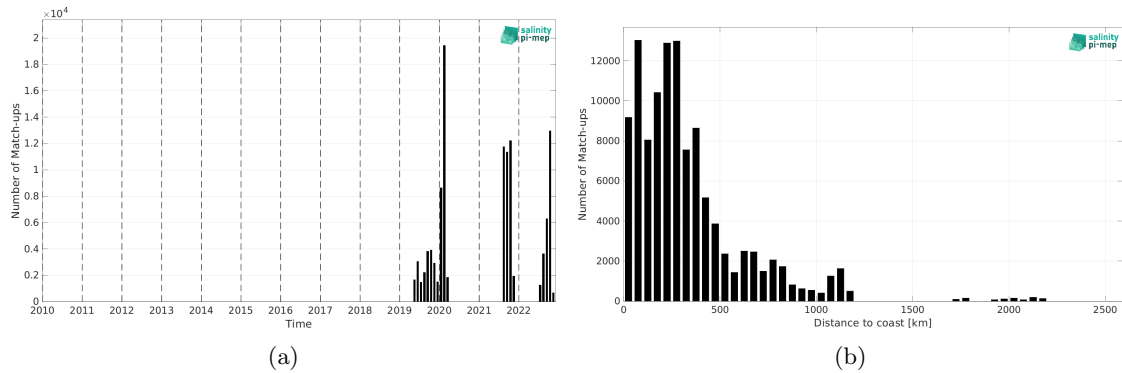 ×10⁴
2
1.8
1.6
1.4
1.2
1
0.8
0.6
0.4
0.2
0
Number of Match-ups
2010 2011 2012 2013 2014 2015 2016 2017 2018 2019 2020 2021 2022
Time
salinity
pi-mep
(a)
12000
10000
8000
6000
4000
2000
0
Number of Match-ups
0 500 1000 1500 2000 2500
Distance to coast [km]
salinity
pi-mep
(b)